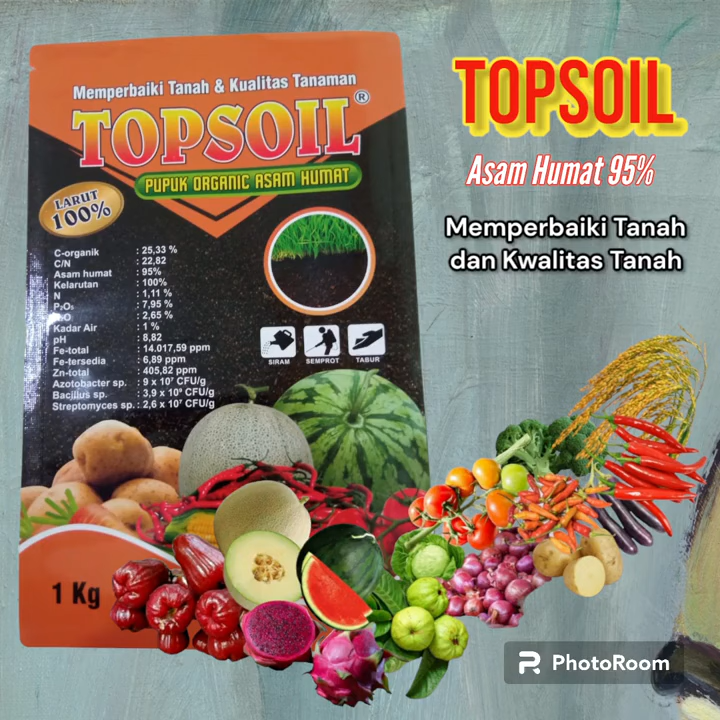 Memperbaiki Tanah & Kualitas Tanaman
TOPSOIL®
PUPUK ORGANIC ASAM HUMAT
LARUT
100%
C-organik : 25,33 %
C/N : 22,82
Asam humat : 95%
Kelarutan : 100%
N : 1,11 %
P₂O₅ : 7,95 %
: 2,65 %
Kadar Air : 1 %
pH : 8,82
Fe-total : 14.017,59 ppm
Fe-tersedia : 6,89 ppm
Zn-total : 405,82 ppm
Azotobacter sp. : 9 x 10⁷ CFU/g
Bacillus sp. : 3,9 x 10⁸ CFU/g
Streptomyces sp. : 2,6 x 10⁷ CFU/g
SIRAM
SEMPROT
TABUR
1 Kg
TOPSOIL
Asam Humat 95%
Memperbaiki Tanah
dan Kwalitas Tanah
PhotoRoom